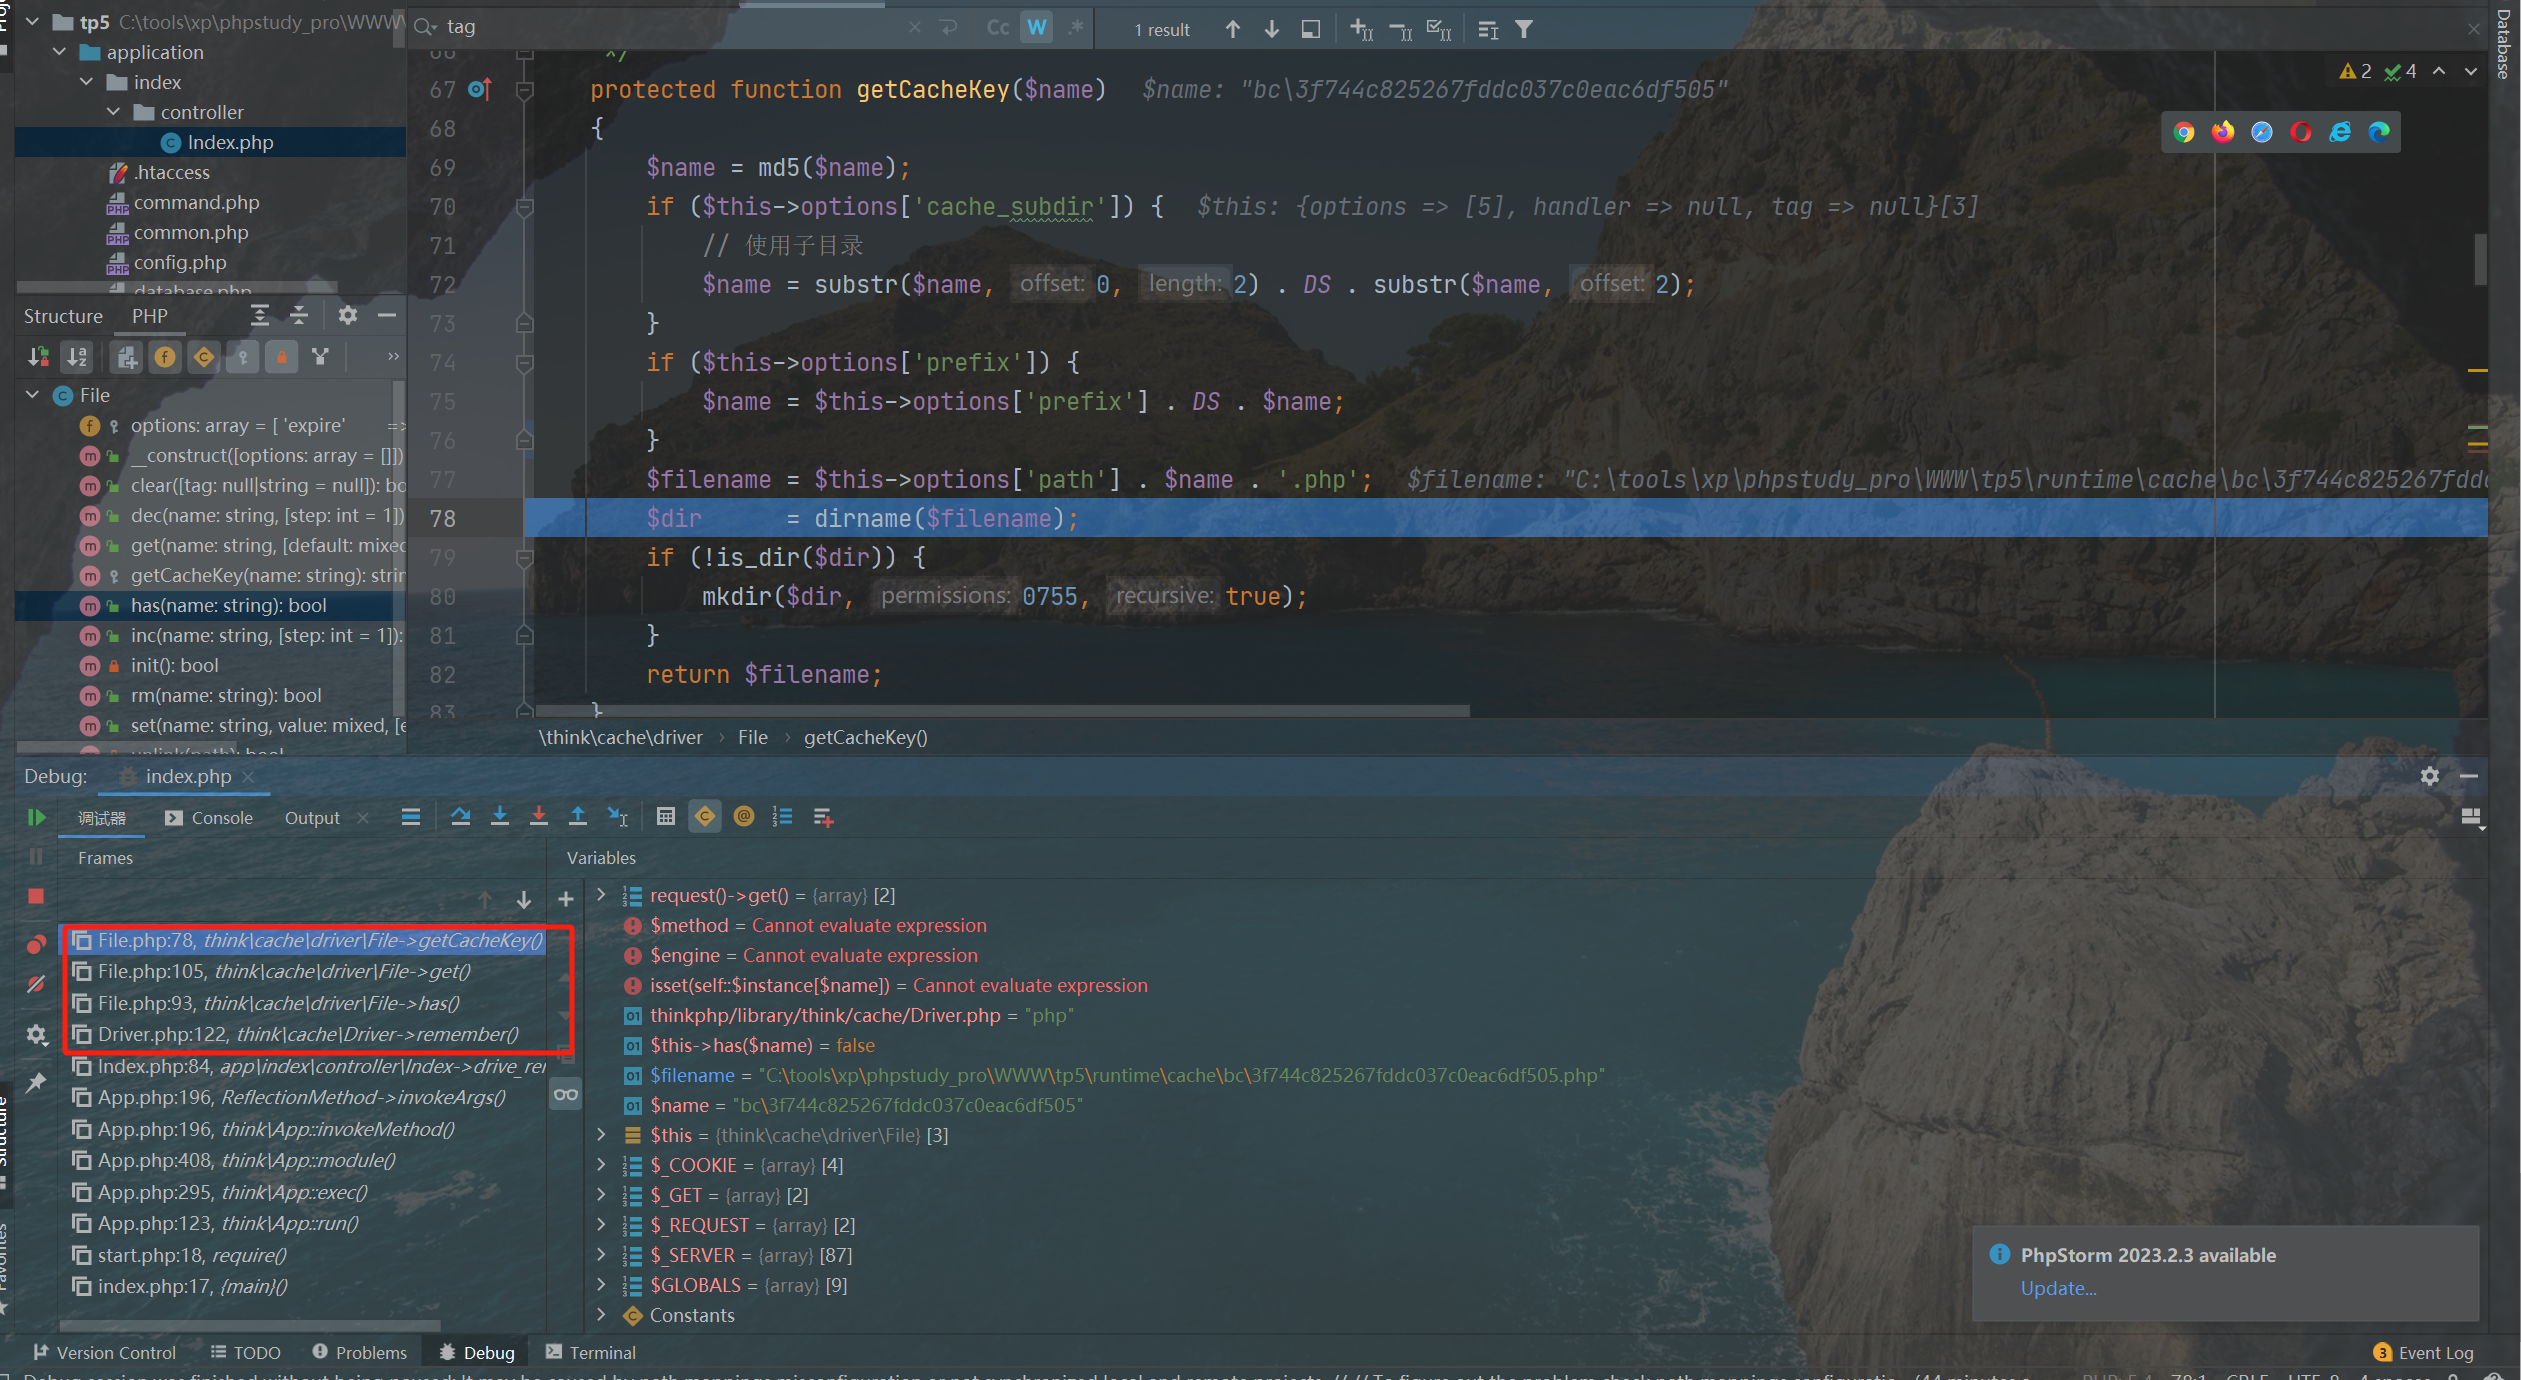 tp5 C:\tools\xp\phpstudy_pro\WWW\
application
index
controller
Index.php
.htaccess
command.php
common.php
config.php
database.php
Structure PHP
File
options: array = [ 'expire' =>
__construct([options: array = []])
clear([tag: null|string = null]): bo
dec(name: string, [step: int = 1])
get(name: string, [default: mixed
getCacheKey(name: string): strin
has(name: string): bool
inc(name: string, [step: int = 1]):
init(): bool
rm(name: string): bool
set(name: string, value: mixed, [e
unlink(path): bool
tag Cc W .* 1 result
66 */
67 protected function getCacheKey($name) $name: "bc\3f744c825267fddc037c0eac6df505"
68 {
69 $name = md5($name);
70 if ($this->options['cache_subdir']) { $this: {options => [5], handler => null, tag => null}[3]
71 // 使用子目录
72 $name = substr($name, offset: 0, length: 2) . DS . substr($name, offset: 2);
73 }
74 if ($this->options['prefix']) {
75 $name = $this->options['prefix'] . DS . $name;
76 }
77 $filename = $this->options['path'] . $name . '.php'; $filename: "C:\tools\xp\phpstudy_pro\WWW\tp5\runtime\cache\bc\3f744c825267fddc
78 $dir = dirname($filename);
79 if (!is_dir($dir)) {
80 mkdir($dir, permissions: 0755, recursive: true);
81 }
82 return $filename;
83 }
2 4
Database
\think\cache\driver › File › getCacheKey()
Debug: index.php
调试器 Console Output
Frames
File.php:78, think\cache\driver\File->getCacheKey()
File.php:105, think\cache\driver\File->get()
File.php:93, think\cache\driver\File->has()
Driver.php:122, think\cache\Driver->remember()
Index.php:84, app\index\controller\Index->drive_rei
App.php:196, ReflectionMethod->invokeArgs()
App.php:196, think\App::invokeMethod()
App.php:408, think\App::module()
App.php:295, think\App::exec()
App.php:123, think\App::run()
start.php:18, require()
index.php:17, {main}()
Variables
request()->get() = {array} [2]
$method = Cannot evaluate expression
$engine = Cannot evaluate expression
isset(self::$instance[$name]) = Cannot evaluate expression
thinkphp/library/think/cache/Driver.php = "php"
$this->has($name) = false
$filename = "C:\tools\xp\phpstudy_pro\WWW\tp5\runtime\cache\bc\3f744c825267fddc037c0eac6df505.php"
$name = "bc\3f744c825267fddc037c0eac6df505"
$this = {think\cache\driver\File} [3]
$_COOKIE = {array} [4]
$_GET = {array} [2]
$_REQUEST = {array} [2]
$_SERVER = {array} [87]
$GLOBALS = {array} [9]
Constants
PhpStorm 2023.2.3 available
Update...
Structure
Favorites
Version Control TODO Problems Debug Terminal
3 Event Log